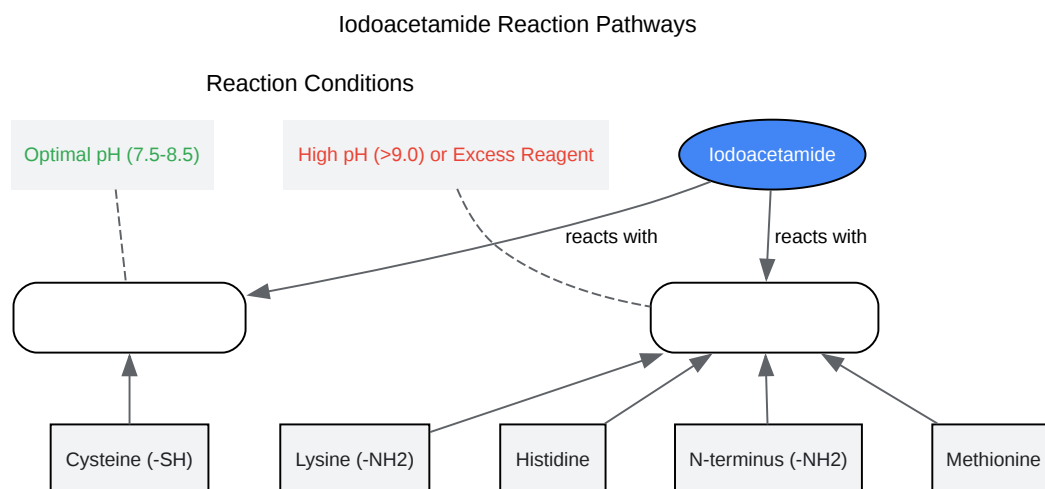 Iodoacetamide Reaction Pathways
Reaction Conditions
Optimal pH (7.5-8.5)
High pH (>9.0) or Excess Reagent
Iodoacetamide
reacts with
reacts with
Cysteine (-SH)
Lysine (-NH2)
Histidine
N-terminus (-NH2)
Methionine